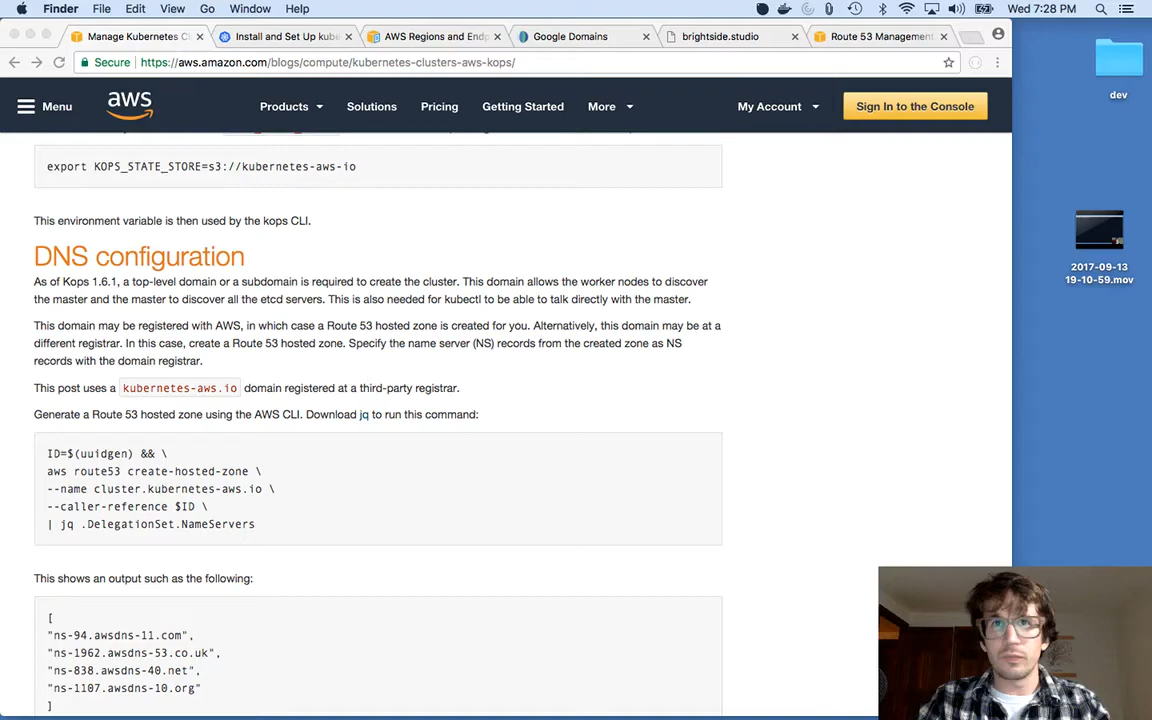 Finder File Edit View Go Window Help Wed 7:28 PM
Manage Kubernetes Cl Install and Set Up kube AWS Regions and Endp Google Domains brightside.studio Route 53 Management
Secure https://aws.amazon.com/blogs/compute/kubernetes-clusters-aws-kops/
Menu aws Products Solutions Pricing Getting Started More My Account Sign In to the Console
dev
export KOPS_STATE_STORE=s3://kubernetes-aws-io
This environment variable is then used by the kops CLI.
2017-09-13
19-10-59.mov
DNS configuration
As of Kops 1.6.1, a top-level domain or a subdomain is required to create the cluster. This domain allows the worker nodes to discover
the master and the master to discover all the etcd servers. This is also needed for kubectl to be able to talk directly with the master.
This domain may be registered with AWS, in which case a Route 53 hosted zone is created for you. Alternatively, this domain may be at a
different registrar. In this case, create a Route 53 hosted zone. Specify the name server (NS) records from the created zone as NS
records with the domain registrar.
This post uses a kubernetes-aws.io domain registered at a third-party registrar.
Generate a Route 53 hosted zone using the AWS CLI. Download jq to run this command:
ID=$(uuidgen) && \
aws route53 create-hosted-zone \
--name cluster.kubernetes-aws.io \
--caller-reference $ID \
| jq .DelegationSet.NameServers
This shows an output such as the following:
[
"ns-94.awsdns-11.com",
"ns-1962.awsdns-53.co.uk",
"ns-838.awsdns-40.net",
"ns-1107.awsdns-10.org"
]